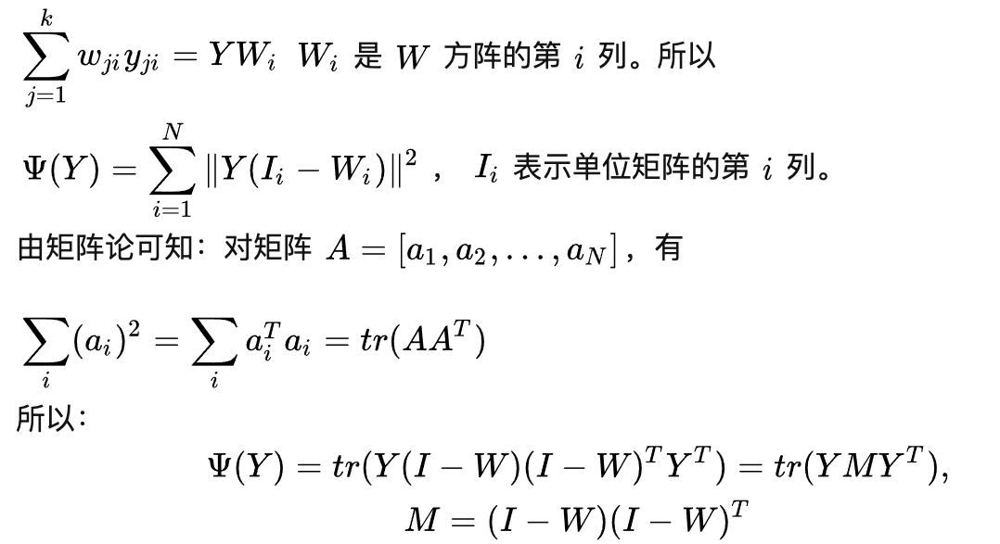 $\sum_{j=1}^{k} w_{ji} y_{ji} = Y W_i$ $W_i$ 是 $W$ 方阵的第 $i$ 列。所以
$\Psi(Y) = \sum_{i=1}^{N} \| Y(I_i - W_i) \|^2$ ， $I_i$ 表示单位矩阵的第 $i$ 列。
由矩阵论可知：对矩阵 $A = [a_1, a_2, \ldots, a_N]$，有
$\sum_{i} (a_i)^2 = \sum_{i} a_i^T a_i = tr(AA^T)$
所以：
$\Psi(Y) = tr(Y(I - W)(I - W)^T Y^T) = tr(YMY^T),$
$M = (I - W)(I - W)^T$